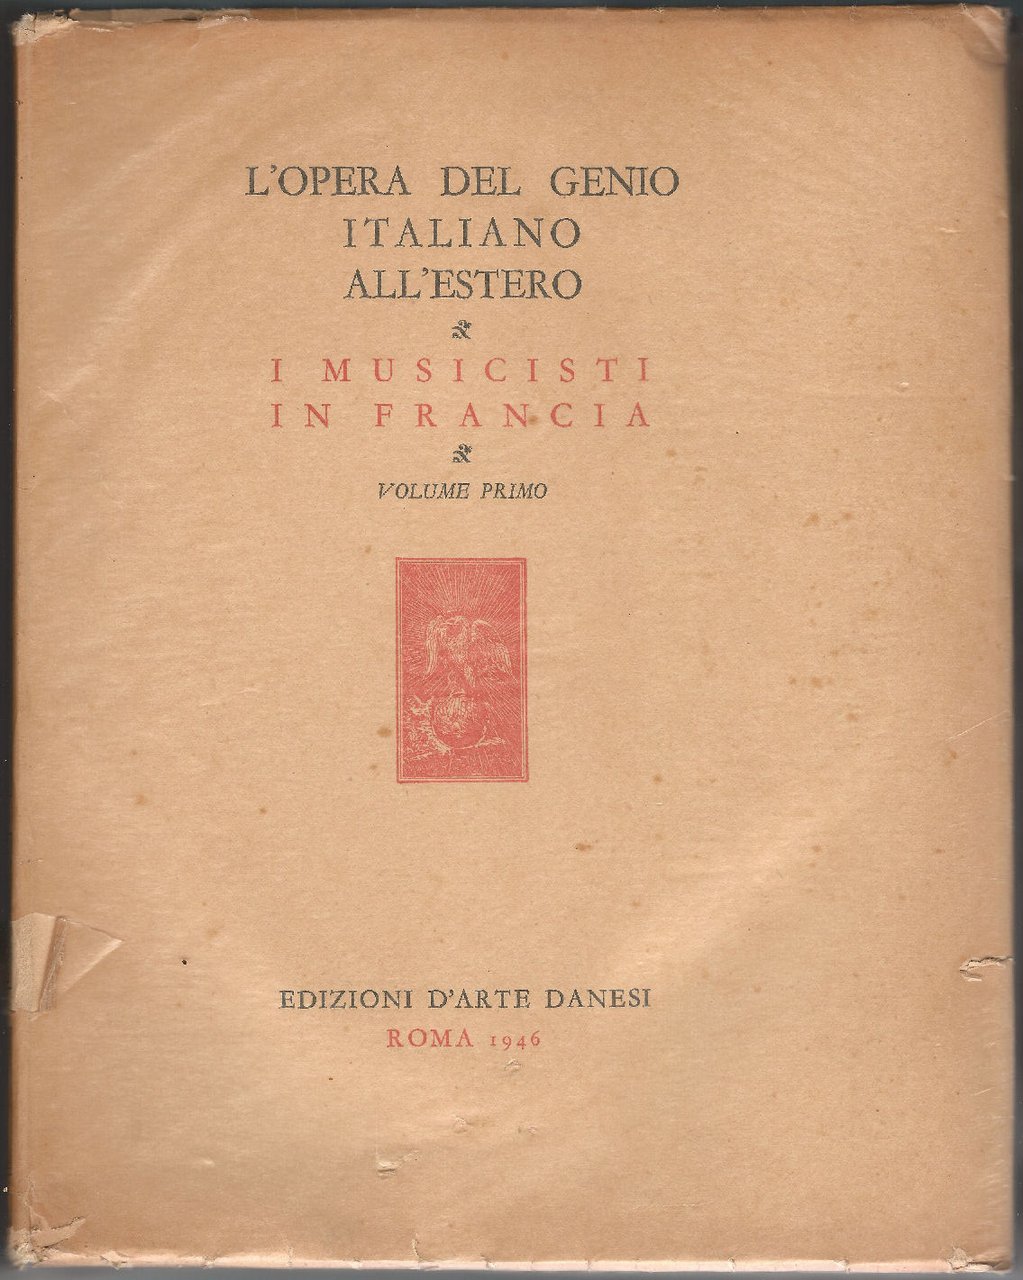 L'OPERA DEL GENIO
ITALIANO
ALL'ESTERO
I MUSICISTI
IN FRANCIA
VOLUME PRIMO
EDIZIONI D'ARTE DANESI
ROMA 1946